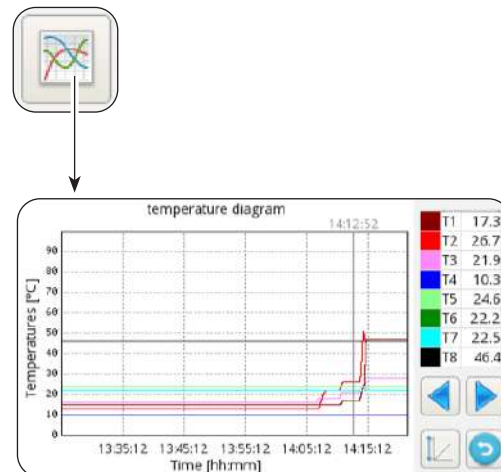 temperature diagram
14:12:52
T1 17.3
T2 26.7
T3 21.9
T4 10.3
T5 24.6
T6 22.2
T7 22.5
T8 46.4
Temperatures [°C]
90
80
70
60
50
40
30
20
10
0
13:35:12 13:45:12 13:55:12 14:05:12 14:15:12
Time [hh:mm]